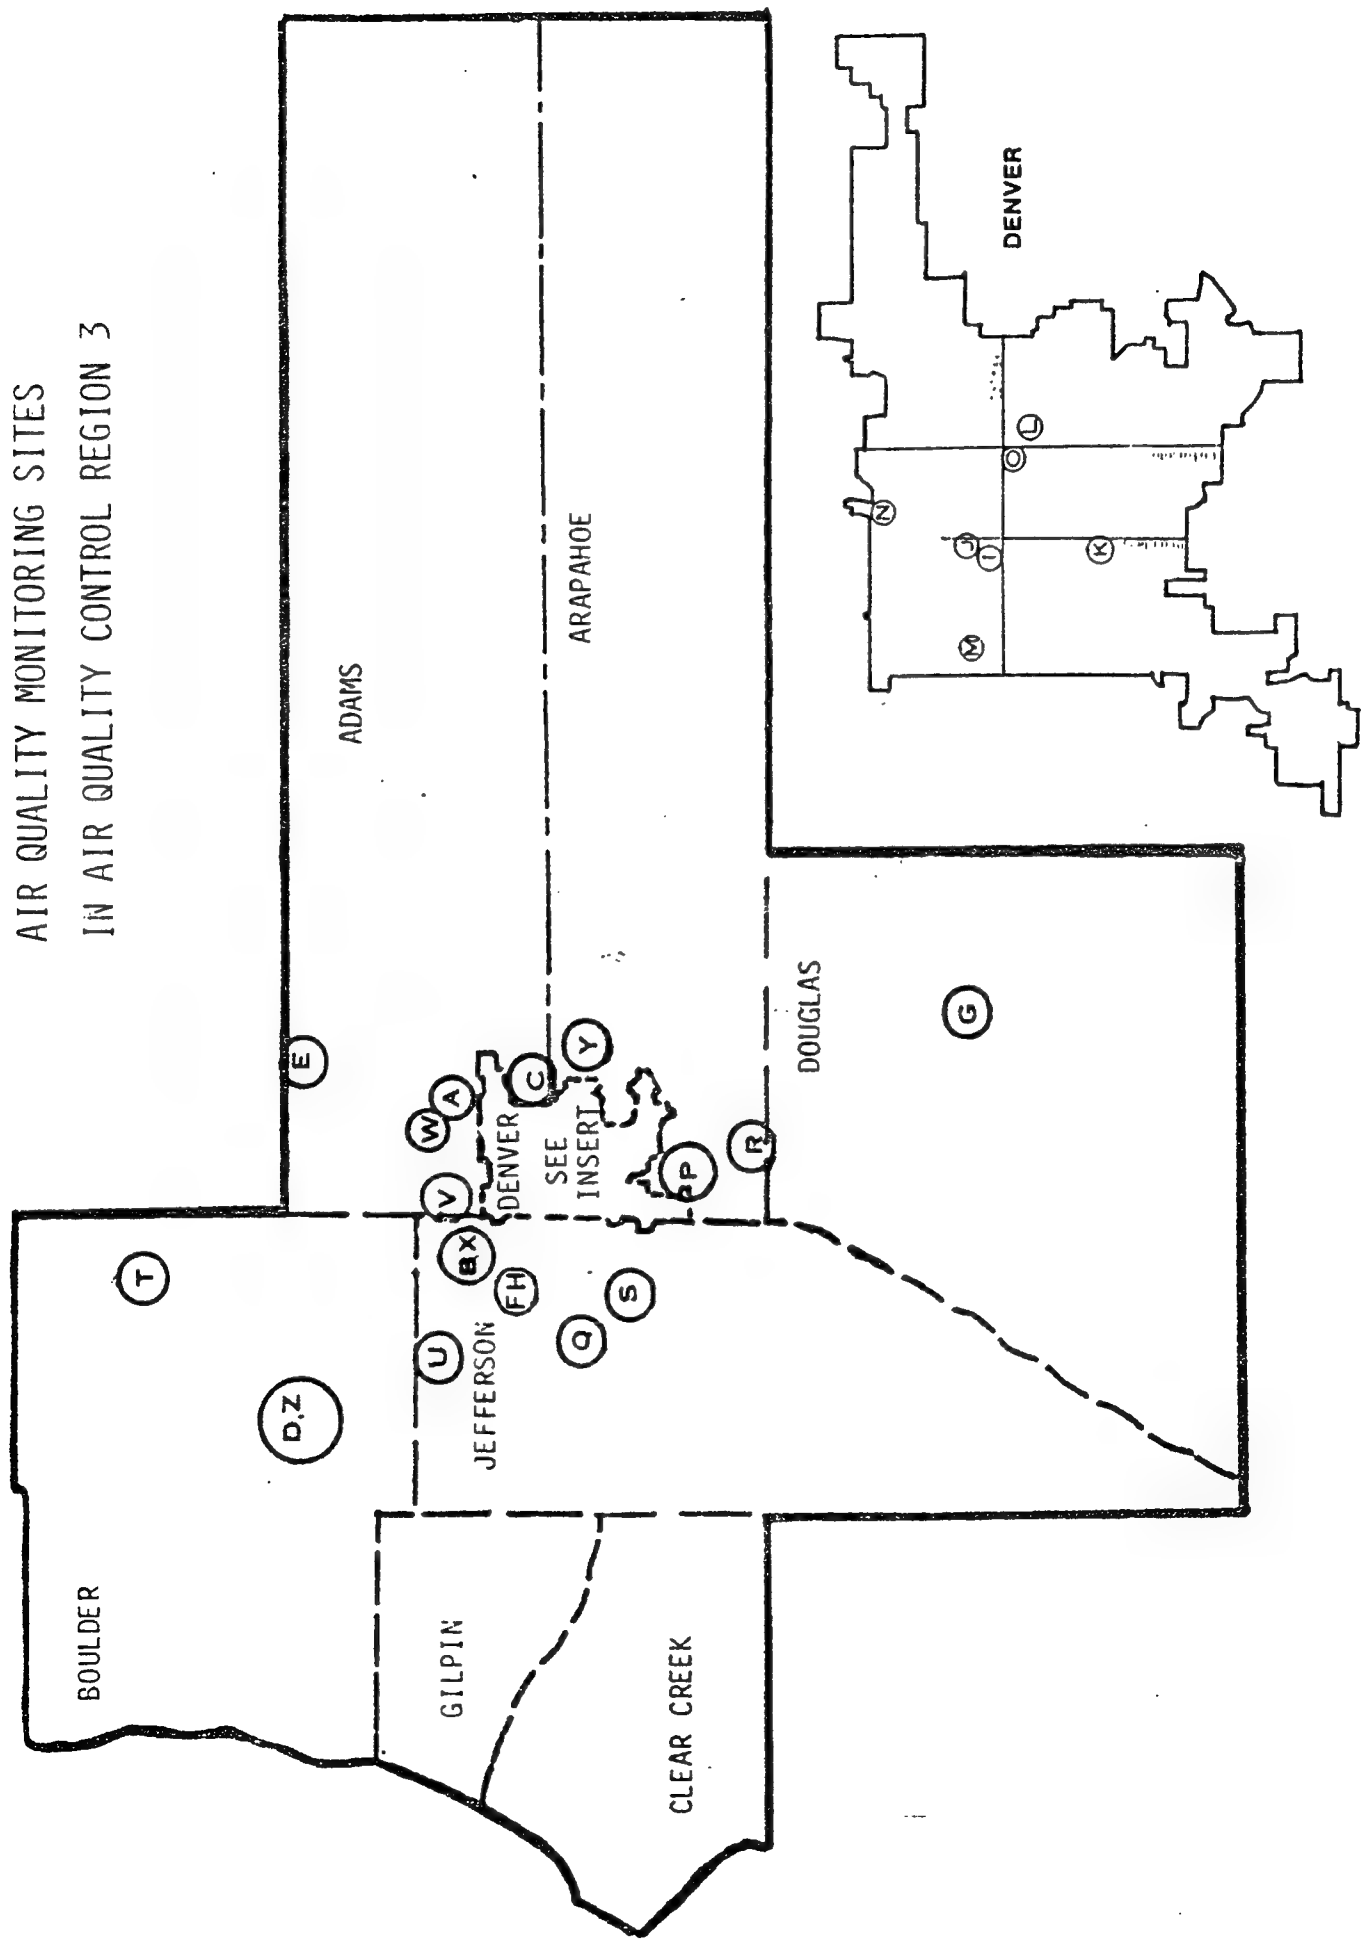 AIR QUALITY MONITORING SITES
IN AIR QUALITY CONTROL REGION 3
BOULDER
T
D,Z
E
ADAMS
GILPIN
U
JEFFERSON
BX
FH
V
W
A
DENVER
SEE
INSERT
C
Y
ARAPAHOE
Q
S
P
R
CLEAR CREEK
DOUGLAS
G
N
M
J
I
O
L
K
DENVER